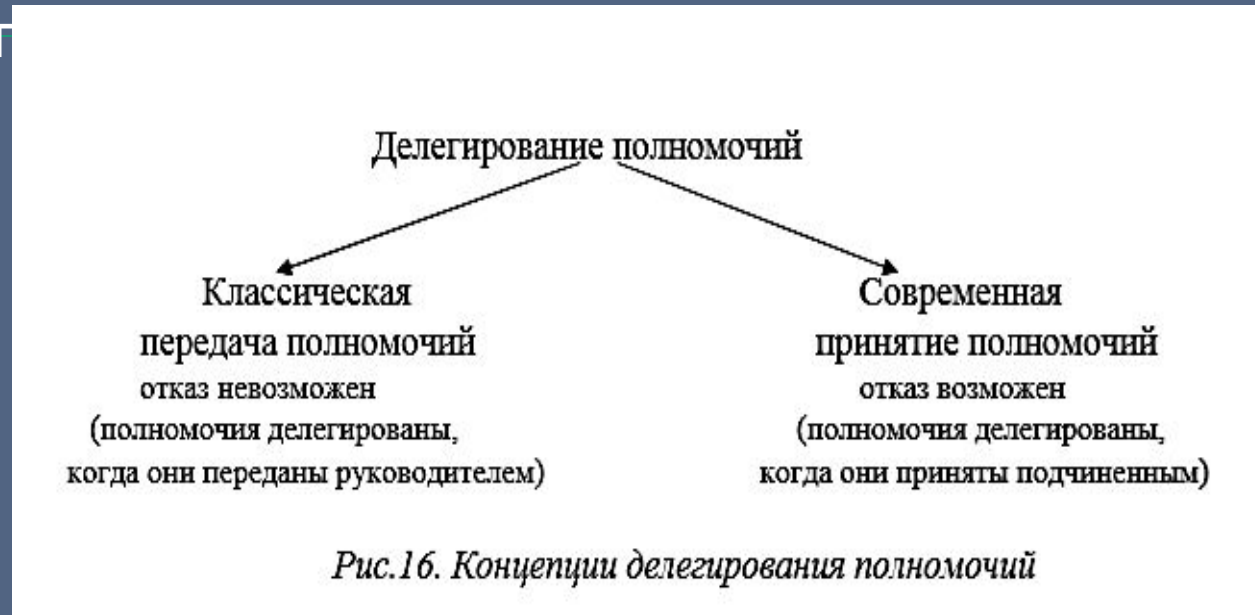 Делегирование полномочий
Классическая
передача полномочий
отказ невозможен
(полномочия делегированы,
когда они переданы руководителем)
Современная
принятие полномочий
отказ возможен
(полномочия делегированы,
когда они приняты подчиненным)
Рис.16. Концепции делегирования полномочий